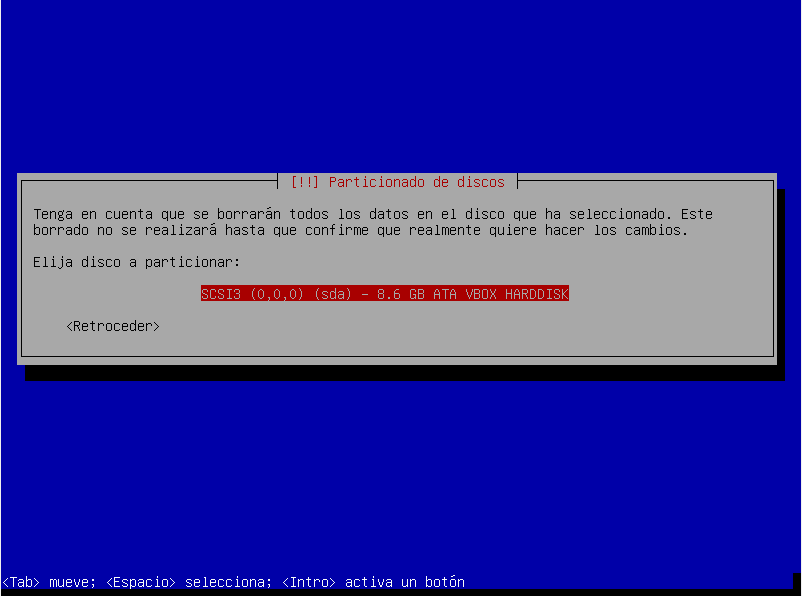 [!!] Particionado de discos
Tenga en cuenta que se borrarán todos los datos en el disco que ha seleccionado. Este
borrado no se realizará hasta que confirme que realmente quiere hacer los cambios.
Elija disco a particionar:
SCSI3 (0,0,0) (sda) - 8.6 GB ATA VBOX HARDDISK
<Retroceder>
<Tab> mueve; <Espacio> selecciona; <Intro> activa un botón